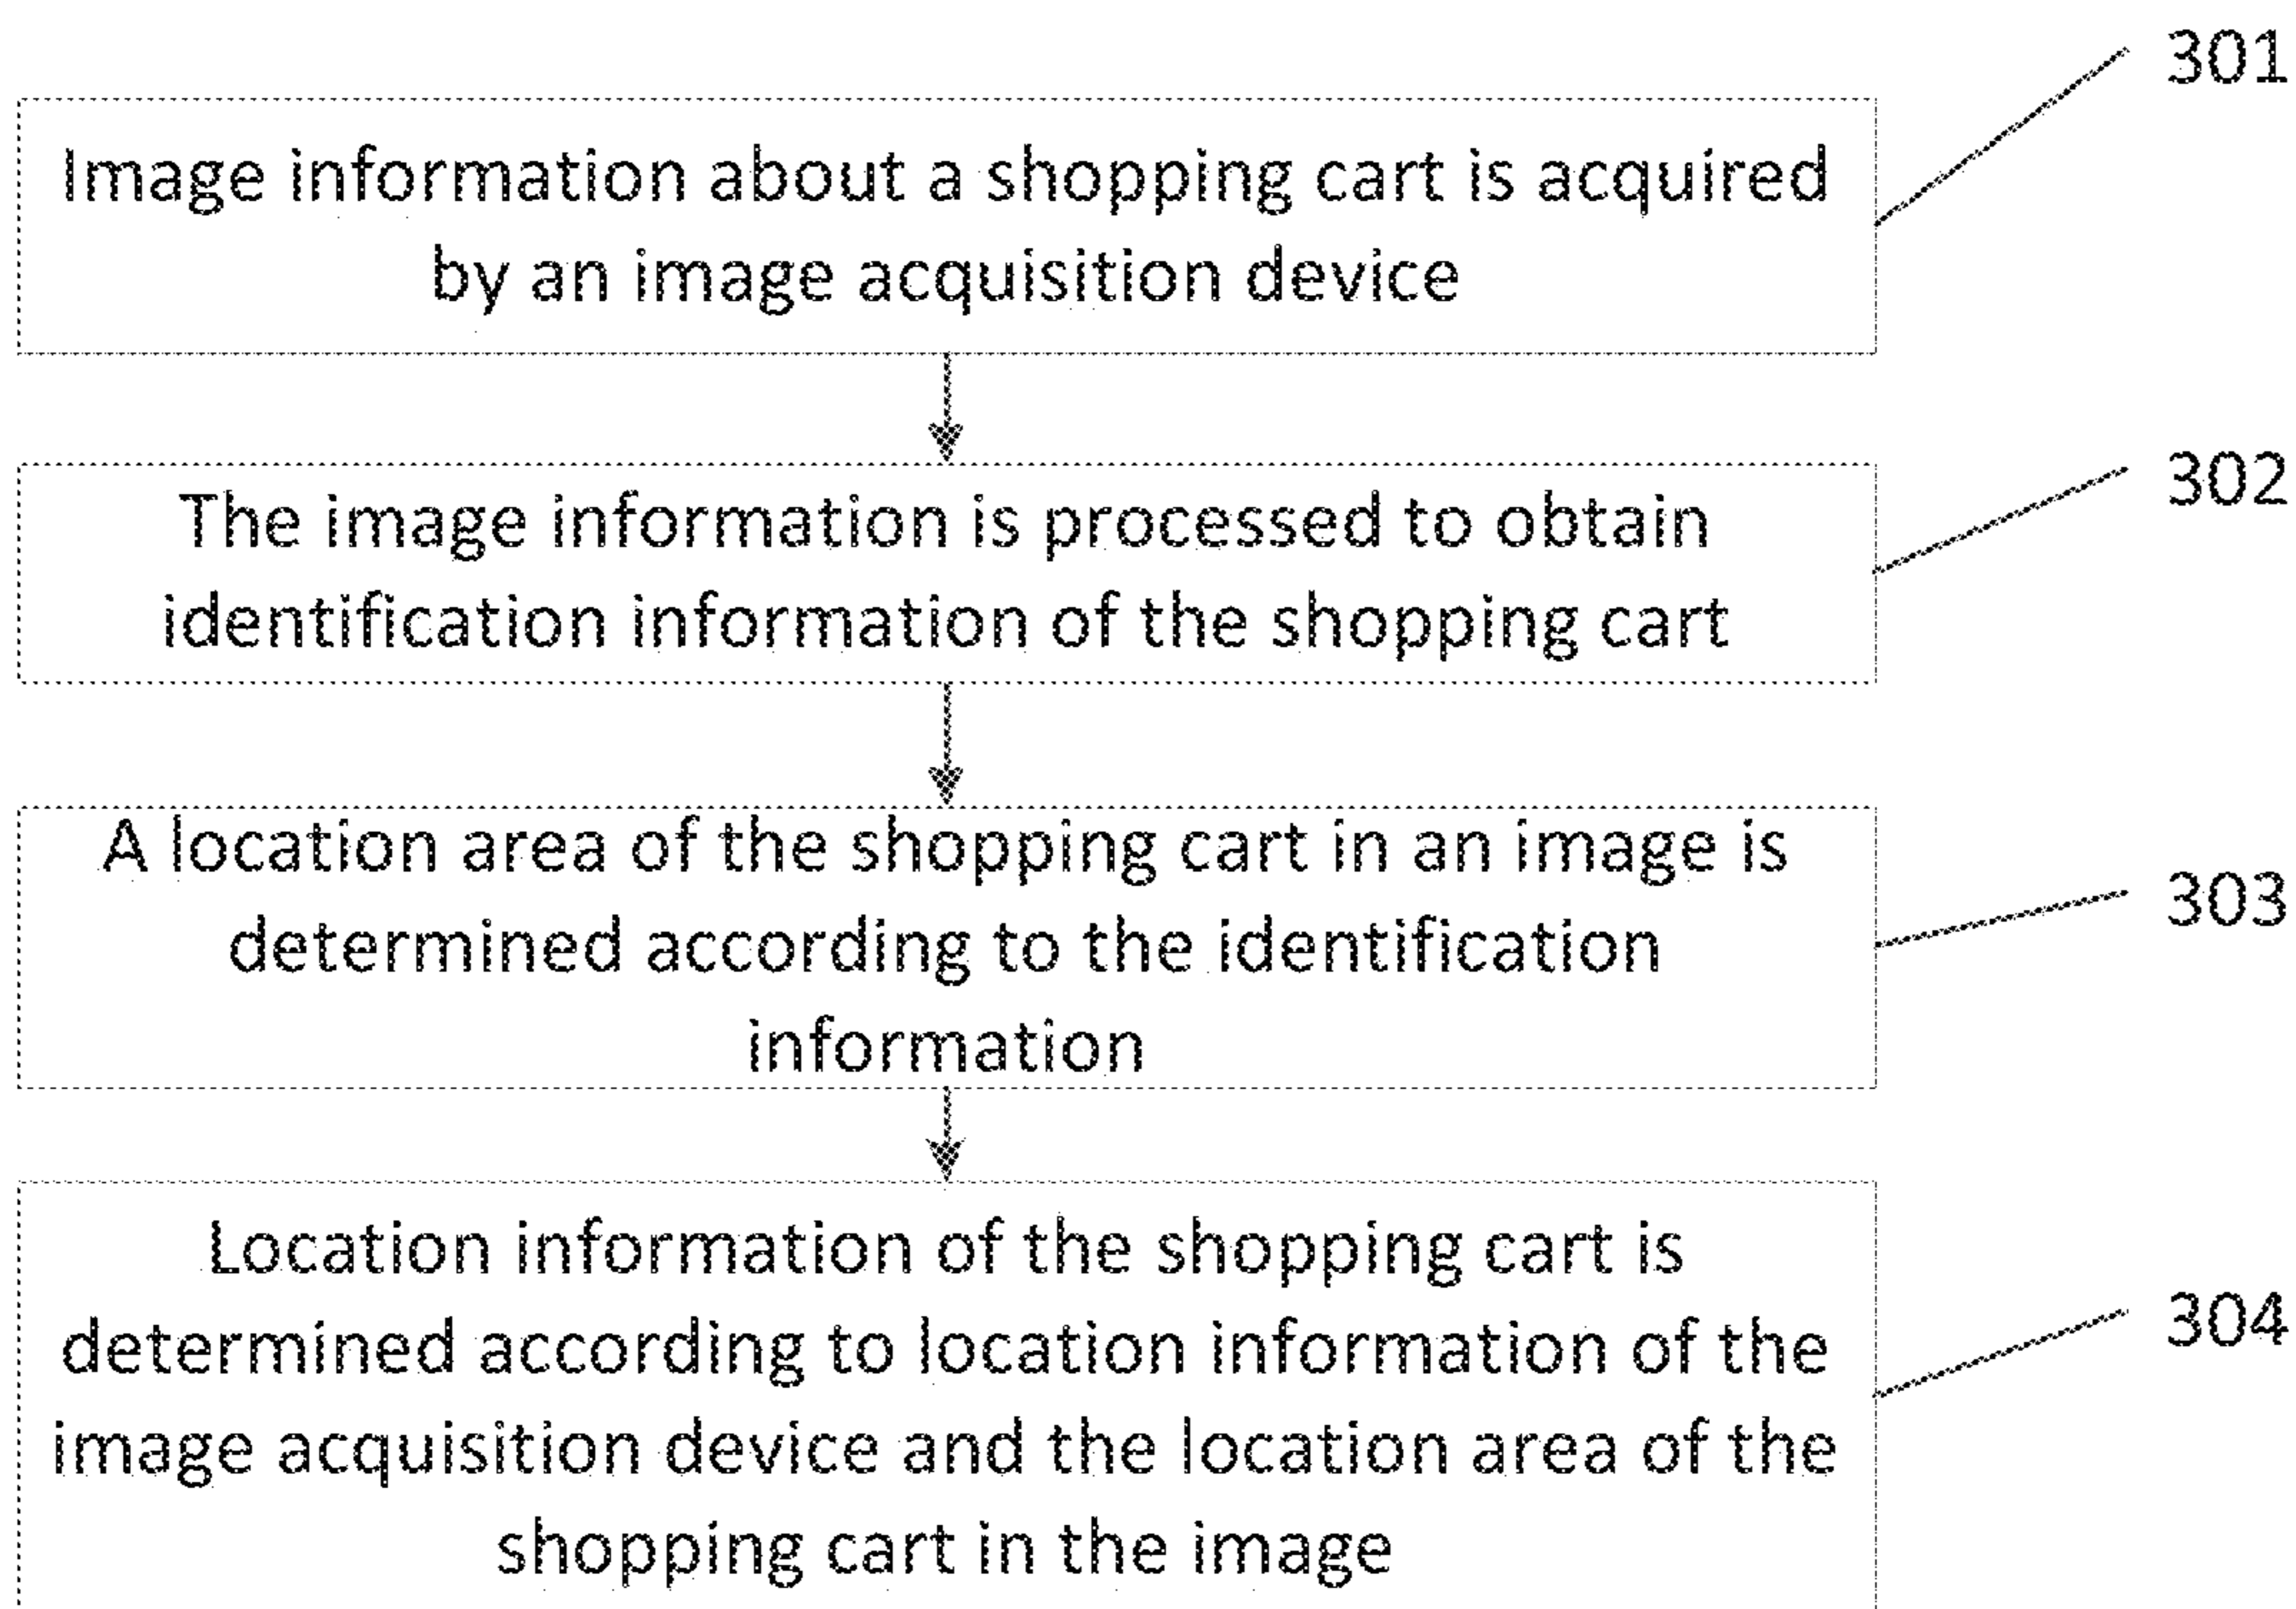 301
Image information about a shopping cart is acquired
by an image acquisition device
302
The image information is processed to obtain
identification information of the shopping cart
303
A location area of the shopping cart in an image is
determined according to the identification
information
304
Location information of the shopping cart is
determined according to location information of the
image acquisition device and the location area of the
shopping cart in the image